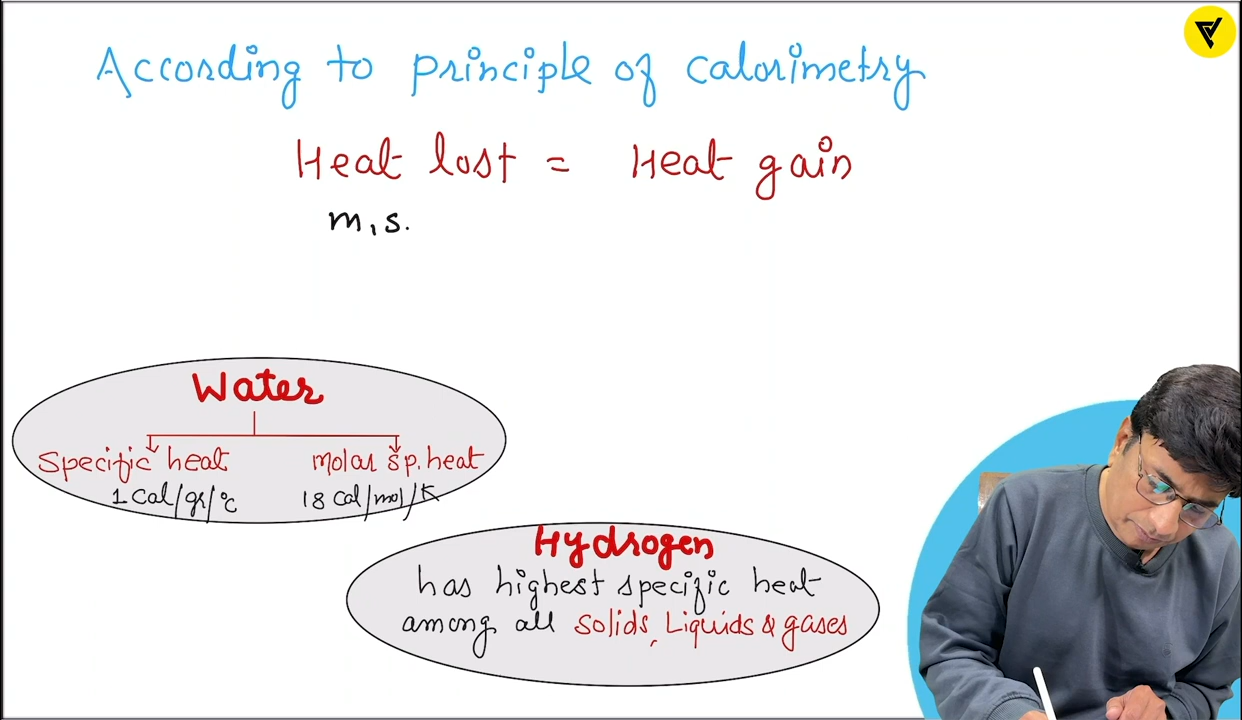 According to principle of calorimetry
Heat lost = Heat gain
m₁s.
Water
Specific heat Molar sp. heat
1 Cal/gr/°c 18 Cal/mol/K
Hydrogen
has highest specific heat
among all Solids, Liquids & gases